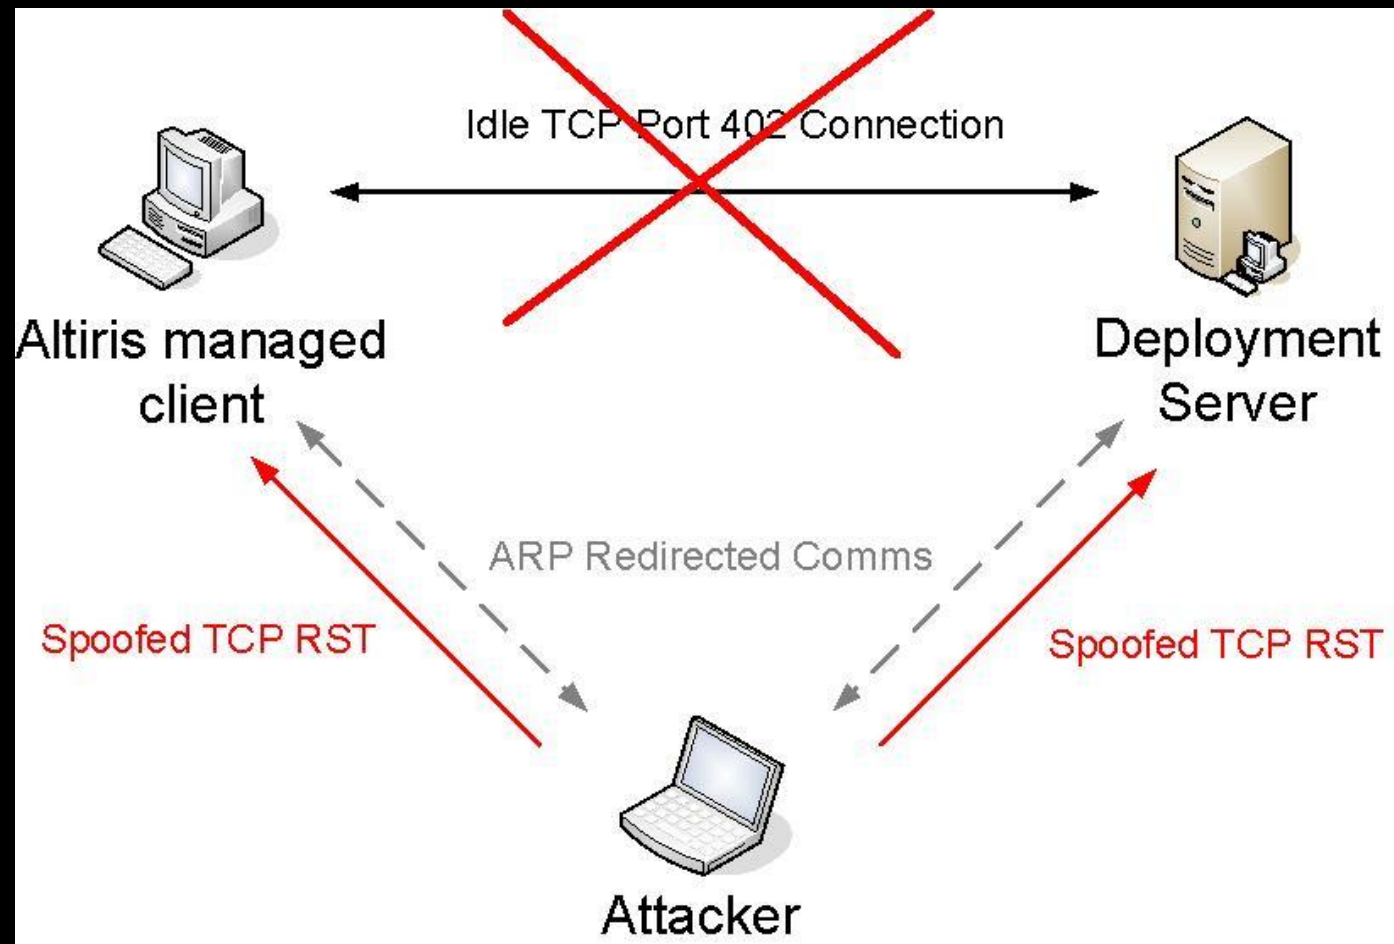 Idle TCP Port 402 Connection
Altiris managed
client
Deployment
Server
ARP Redirected Comms
Spoofed TCP RST
Spoofed TCP RST
Attacker